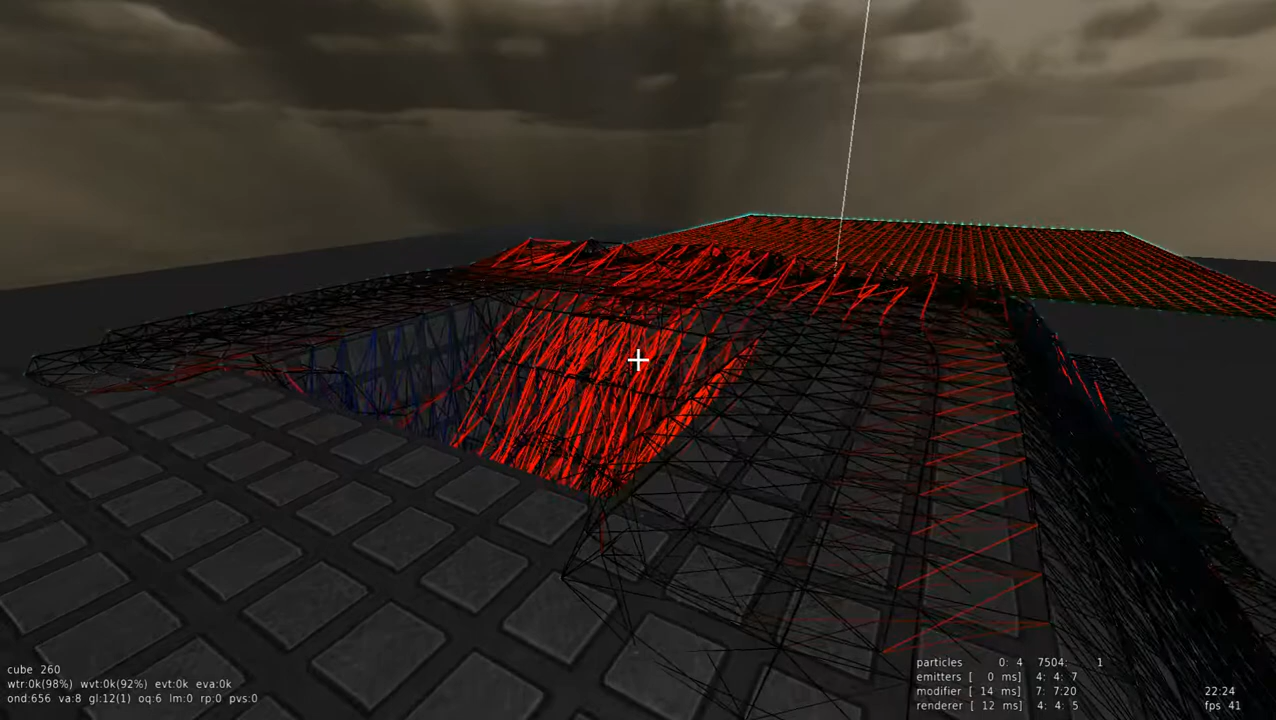 cube 260
wtr:0k(98%) wvt:0k(92%) evt:0k eva:0k
ond:656 va:8 gl:12(1) oq:6 lm:0 rp:0 pvs:0
particles 0: 4 7504: 1
emitters [ 0 ms] 4: 4: 7
modifier [ 14 ms] 7: 7:20
renderer [ 12 ms] 4: 4: 5
22:24
fps 41